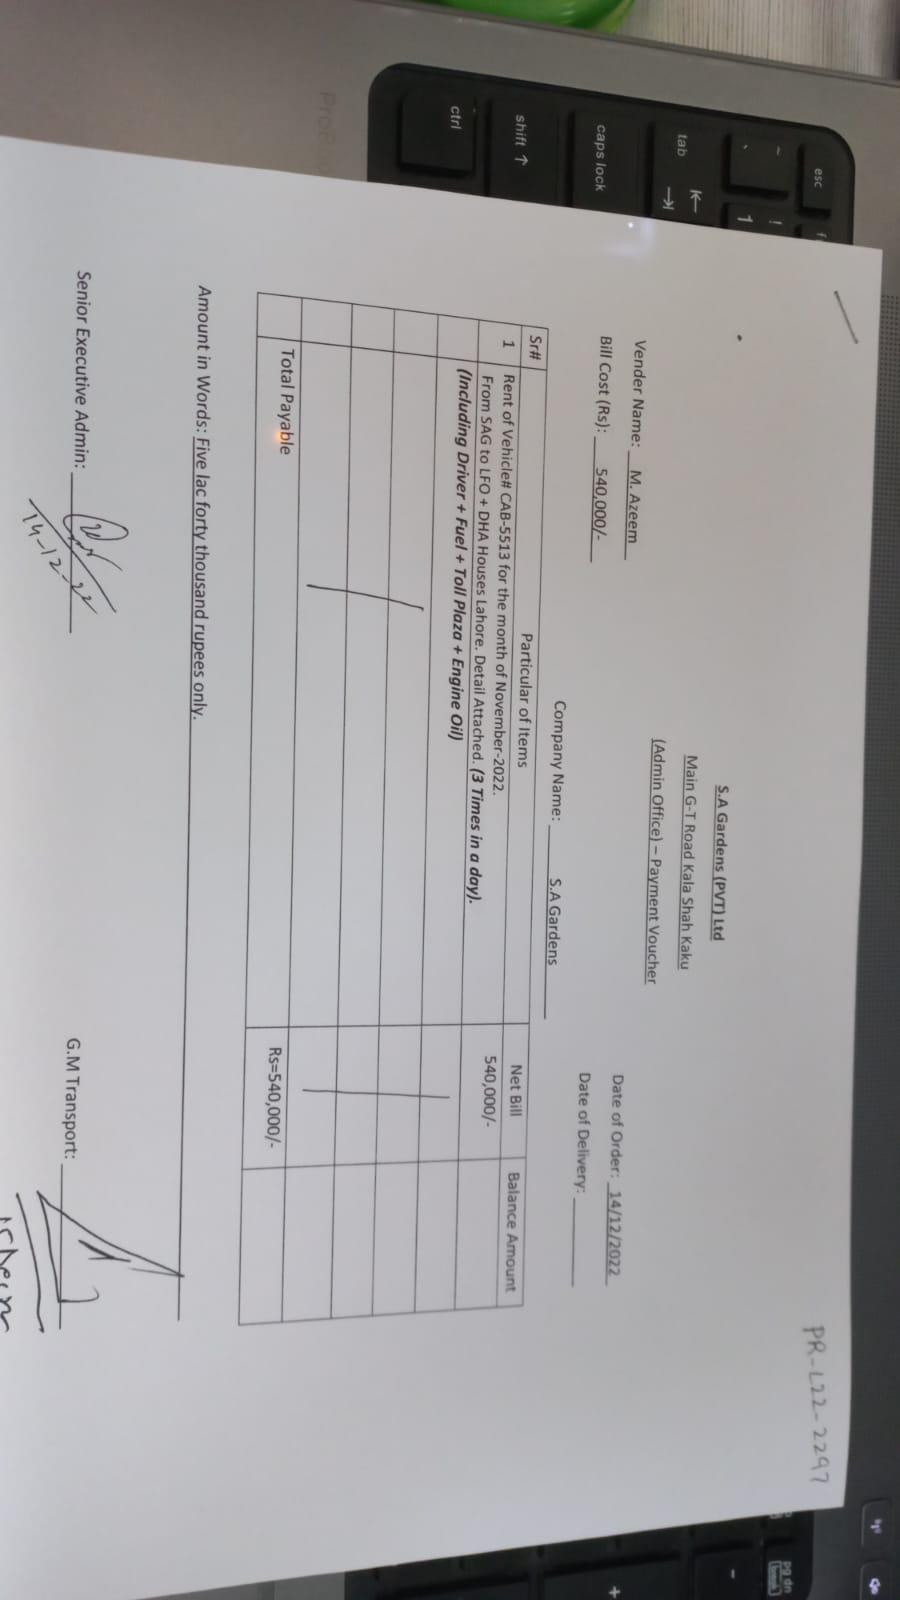 PR-L22-2297
S.A Gardens (PVT) Ltd
Main G-T Road Kala Shah Kaku
(Admin Office) – Payment Voucher
Vender Name: M. Azeem Date of Order: 14/12/2022
Bill Cost (Rs): 540,000/- Company Name: S.A Gardens Date of Delivery:
Sr# Particular of Items Net Bill Balance Amount
1 Rent of Vehicle# CAB-5513 for the month of November-2022. 540,000/-
From SAG to LFO + DHA Houses Lahore. Detail Attached. (3 Times in a day).
(Including Driver + Fuel + Toll Plaza + Engine Oil)
Total Payable Rs=540,000/-
Amount in Words: Five lac forty thousand rupees only.
Senior Executive Admin: G.M Transport:
14-12-22
esc
~
`
!
1
tab
caps lock
shift
ctrl
pg dn
break
-
+